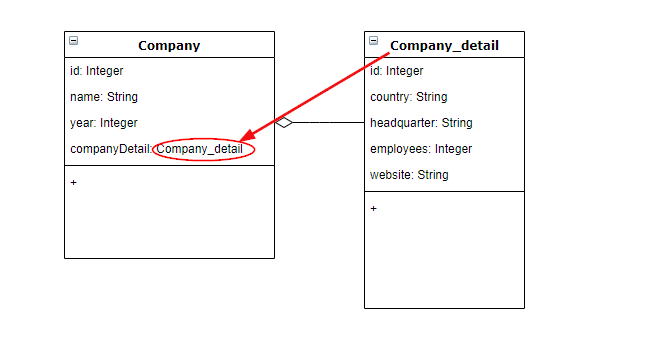 Company
id: Integer
name: String
year: Integer
companyDetail: Company_detail
+
Company_detail
id: Integer
country: String
headquarter: String
employees: Integer
website: String
+